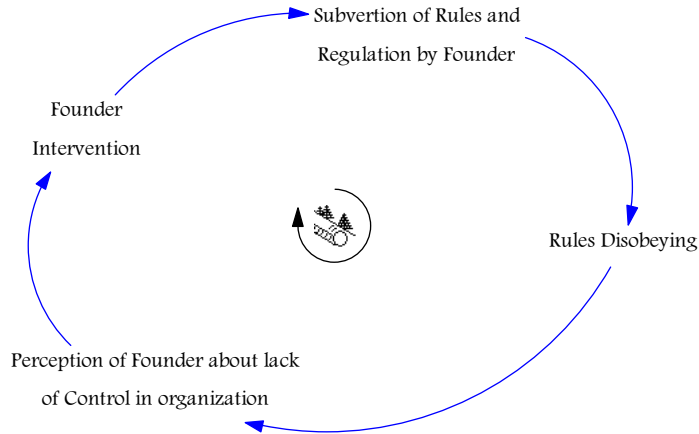 Subvertion of Rules and
Regulation by Founder
Founder
Intervention
Rules Disobeying
Perception of Founder about lack
of Control in organization